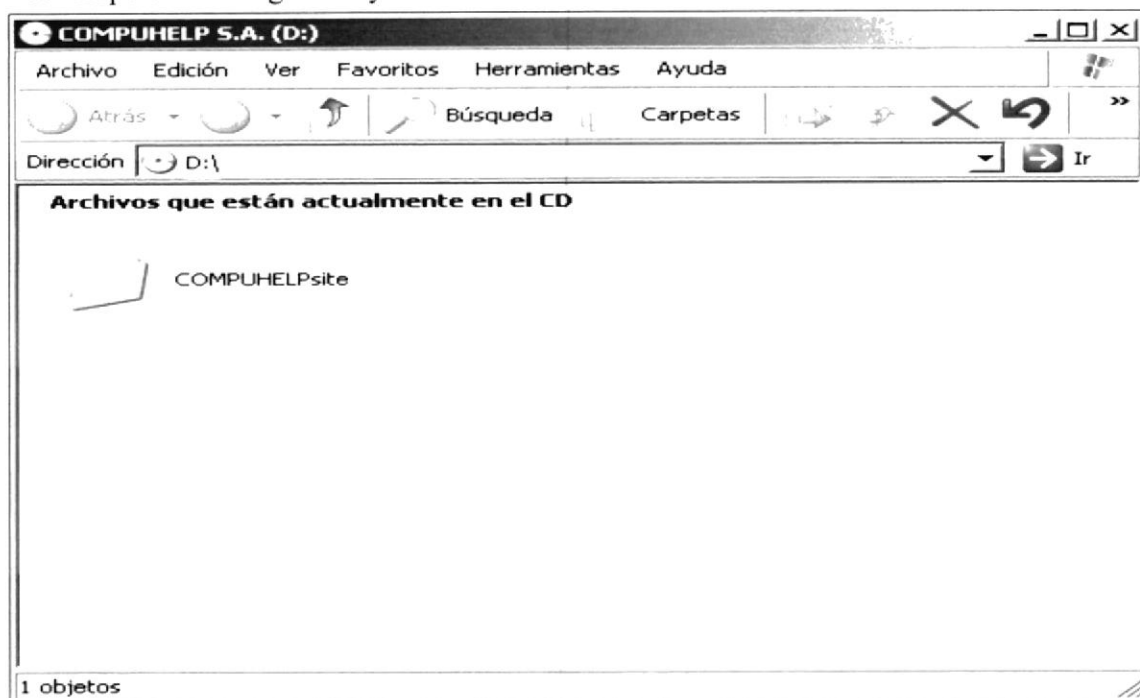 COMPUHELP S.A. (D:)
Archivo Edición Ver Favoritos Herramientas Ayuda
Atrás Búsqueda Carpetas »
Dirección D:\ Ir
Archivos que están actualmente en el CD
COMPUHELPsite
1 objetos